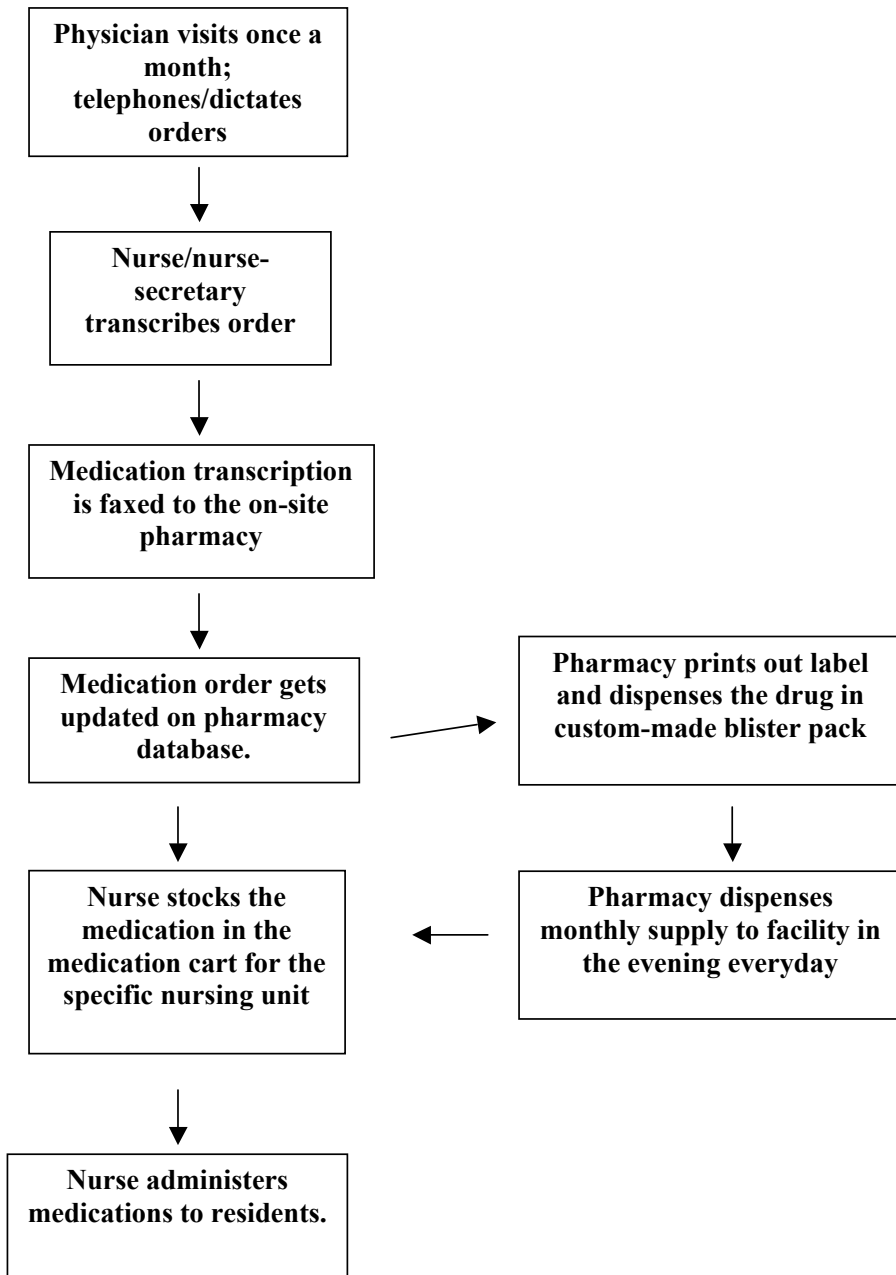 Physician visits once a
month;
telephones/dictates
orders
Nurse/nurse-
secretary
transcribes order
Medication transcription
is faxed to the on-site
pharmacy
Medication order gets
updated on pharmacy
database.
Pharmacy prints out label
and dispenses the drug in
custom-made blister pack
Pharmacy dispenses
monthly supply to facility in
the evening everyday
Nurse stocks the
medication in the
medication cart for the
specific nursing unit
Nurse administers
medications to residents.